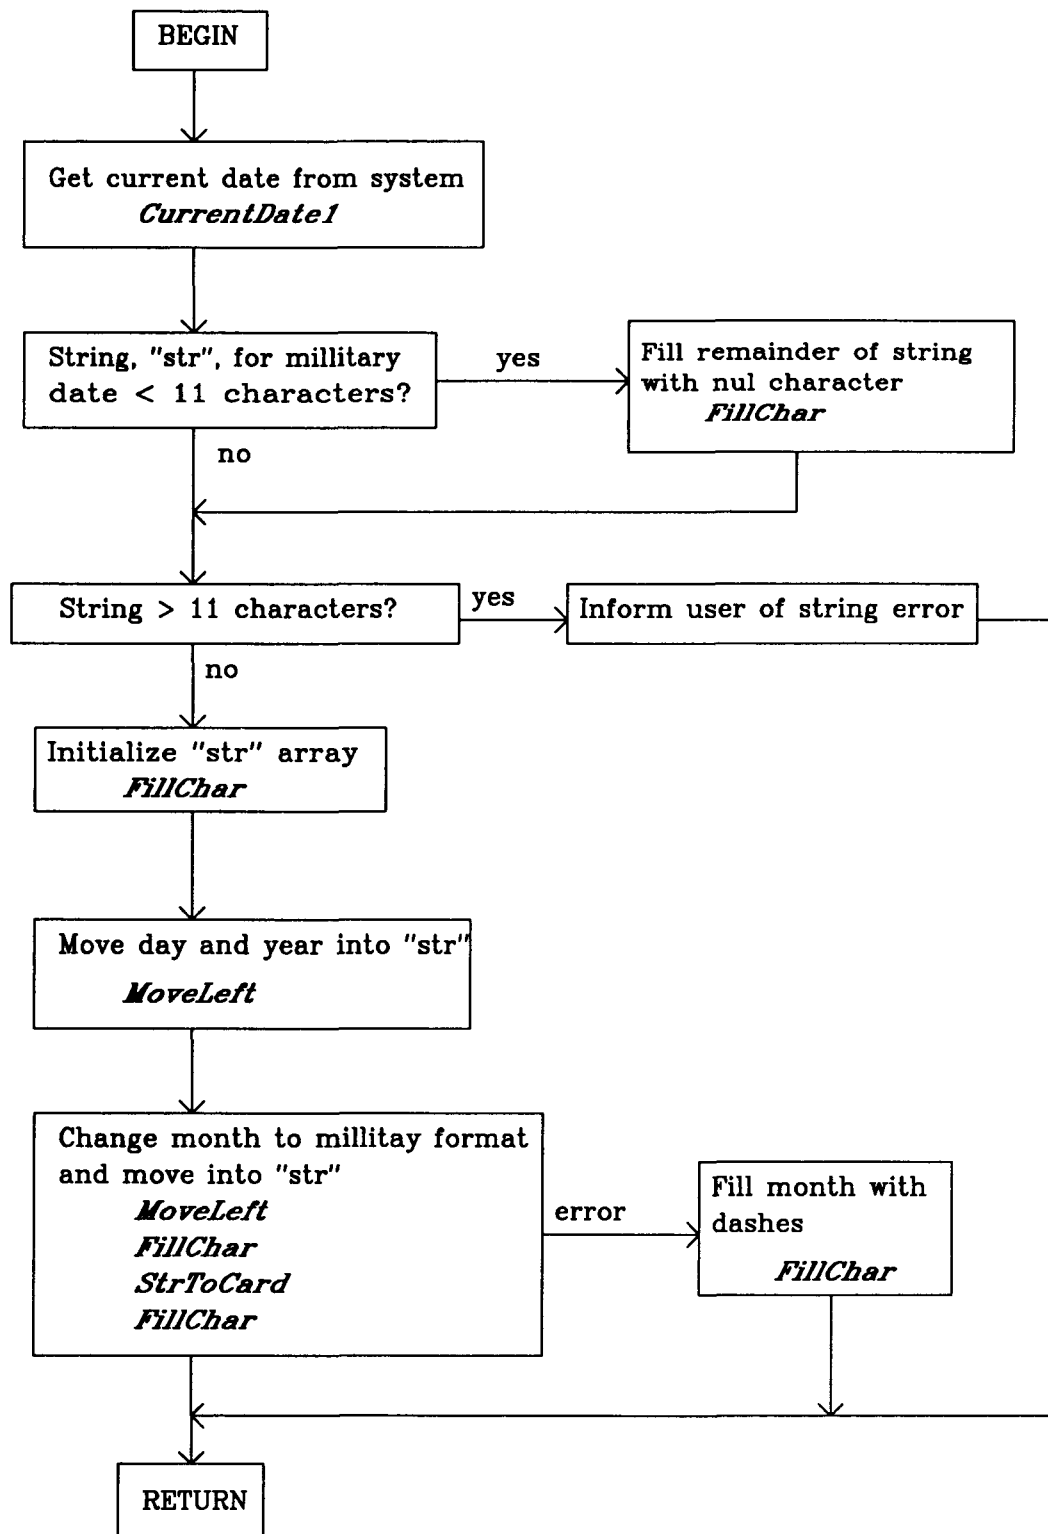 BEGIN
Get current date from system
CurrentDate1
String, "str", for millitary
date < 11 characters?
yes
Fill remainder of string
with nul character
FillChar
no
String > 11 characters?
yes
Inform user of string error
no
Initialize "str" array
FillChar
Move day and year into "str"
MoveLeft
Change month to millitay format
and move into "str"
MoveLeft
FillChar
StrToCard
FillChar
error
Fill month with
dashes
FillChar
RETURN